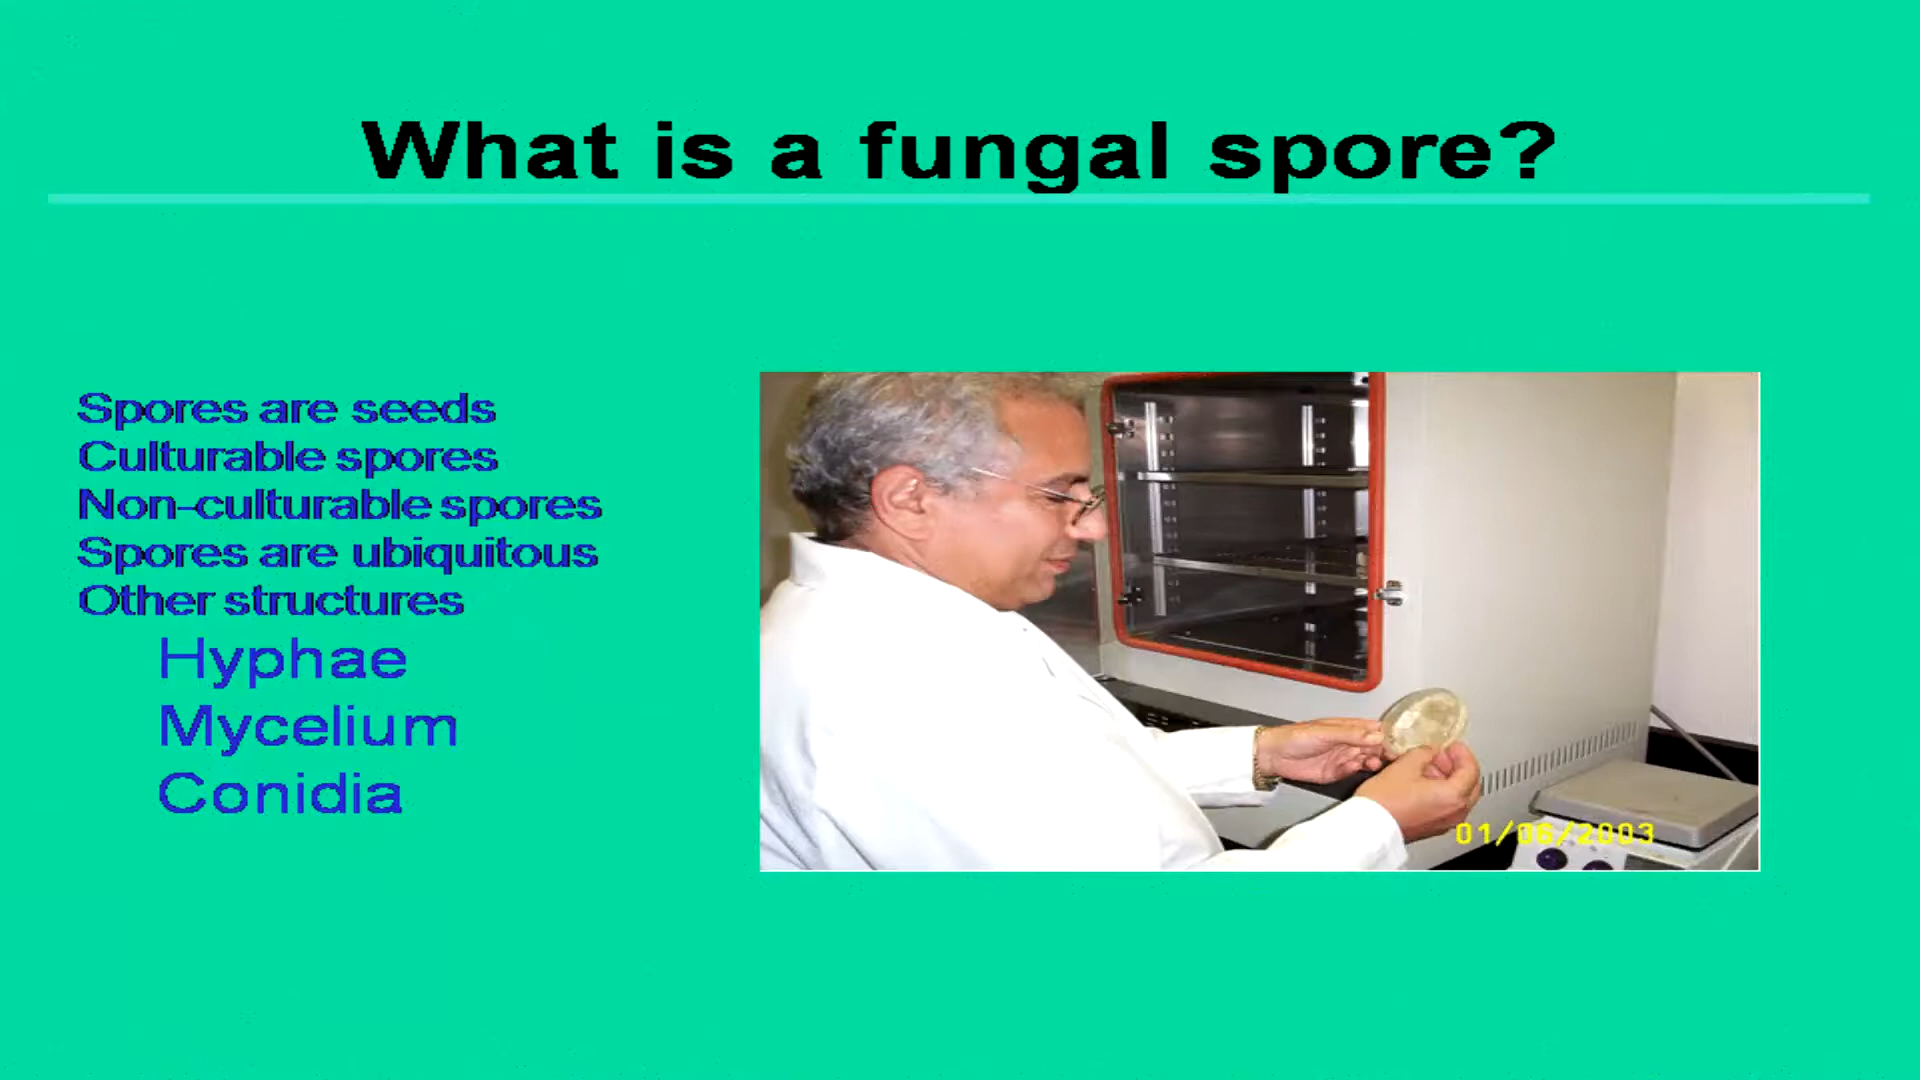 What is a fungal spore?
Spores are seeds
Culturable spores
Non-culturable spores
Spores are ubiquitous
Other structures
Hyphae
Mycelium
Conidia
01/06/2003